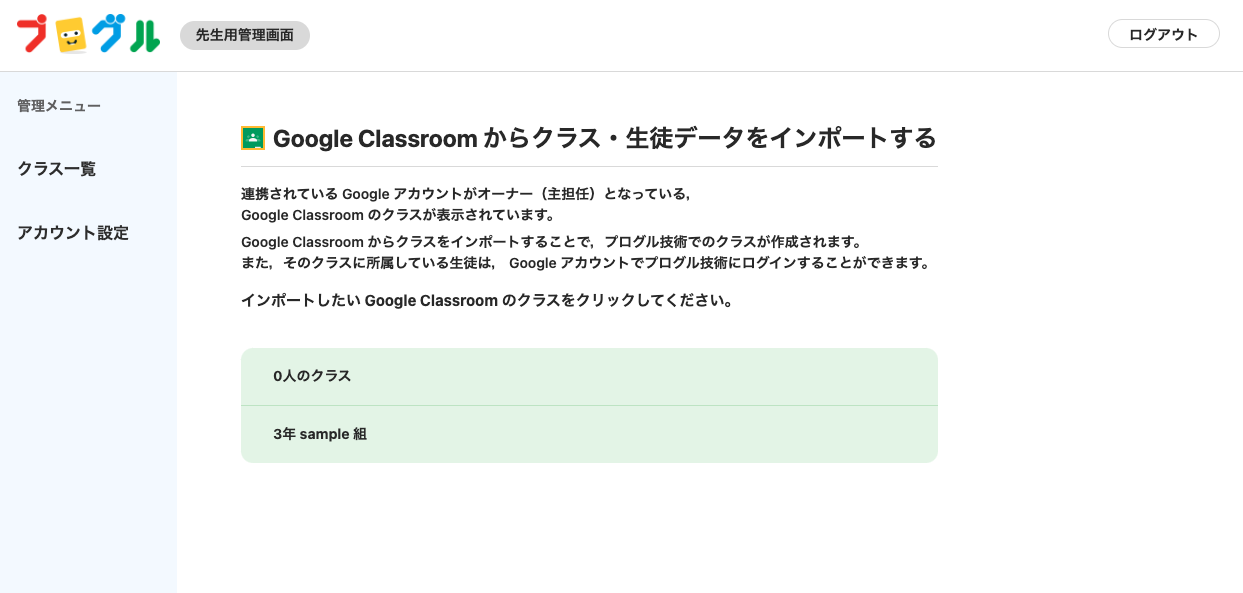 プログル
先生用管理画面
ログアウト
管理メニュー
クラス一覧
アカウント設定
Google Classroom からクラス・生徒データをインポートする
連携されている Google アカウントがオーナー（主担任）となっている,
Google Classroom のクラスが表示されています。
Google Classroom からクラスをインポートすることで, プログル技術でのクラスが作成されます。
また, そのクラスに所属している生徒は, Google アカウントでプログル技術にログインすることができます。
インポートしたい Google Classroom のクラスをクリックしてください。
0人のクラス
3年 sample 組